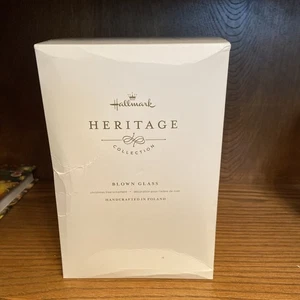 Hallmark
HERITAGE
COLLECTION
BLOWN GLASS
HANDCRAFTED IN POLAND